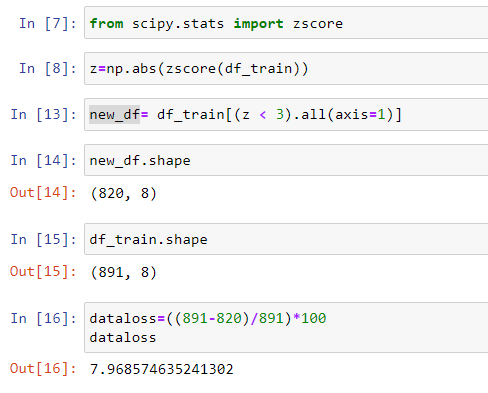 In [7]: from scipy.stats import zscore
In [8]: z=np.abs(zscore(df_train))
In [13]: new_df= df_train[(z < 3).all(axis=1)]
In [14]: new_df.shape
Out[14]: (820, 8)
In [15]: df_train.shape
Out[15]: (891, 8)
In [16]: dataloss=((891-820)/891)*100
dataloss
Out[16]: 7.968574635241302